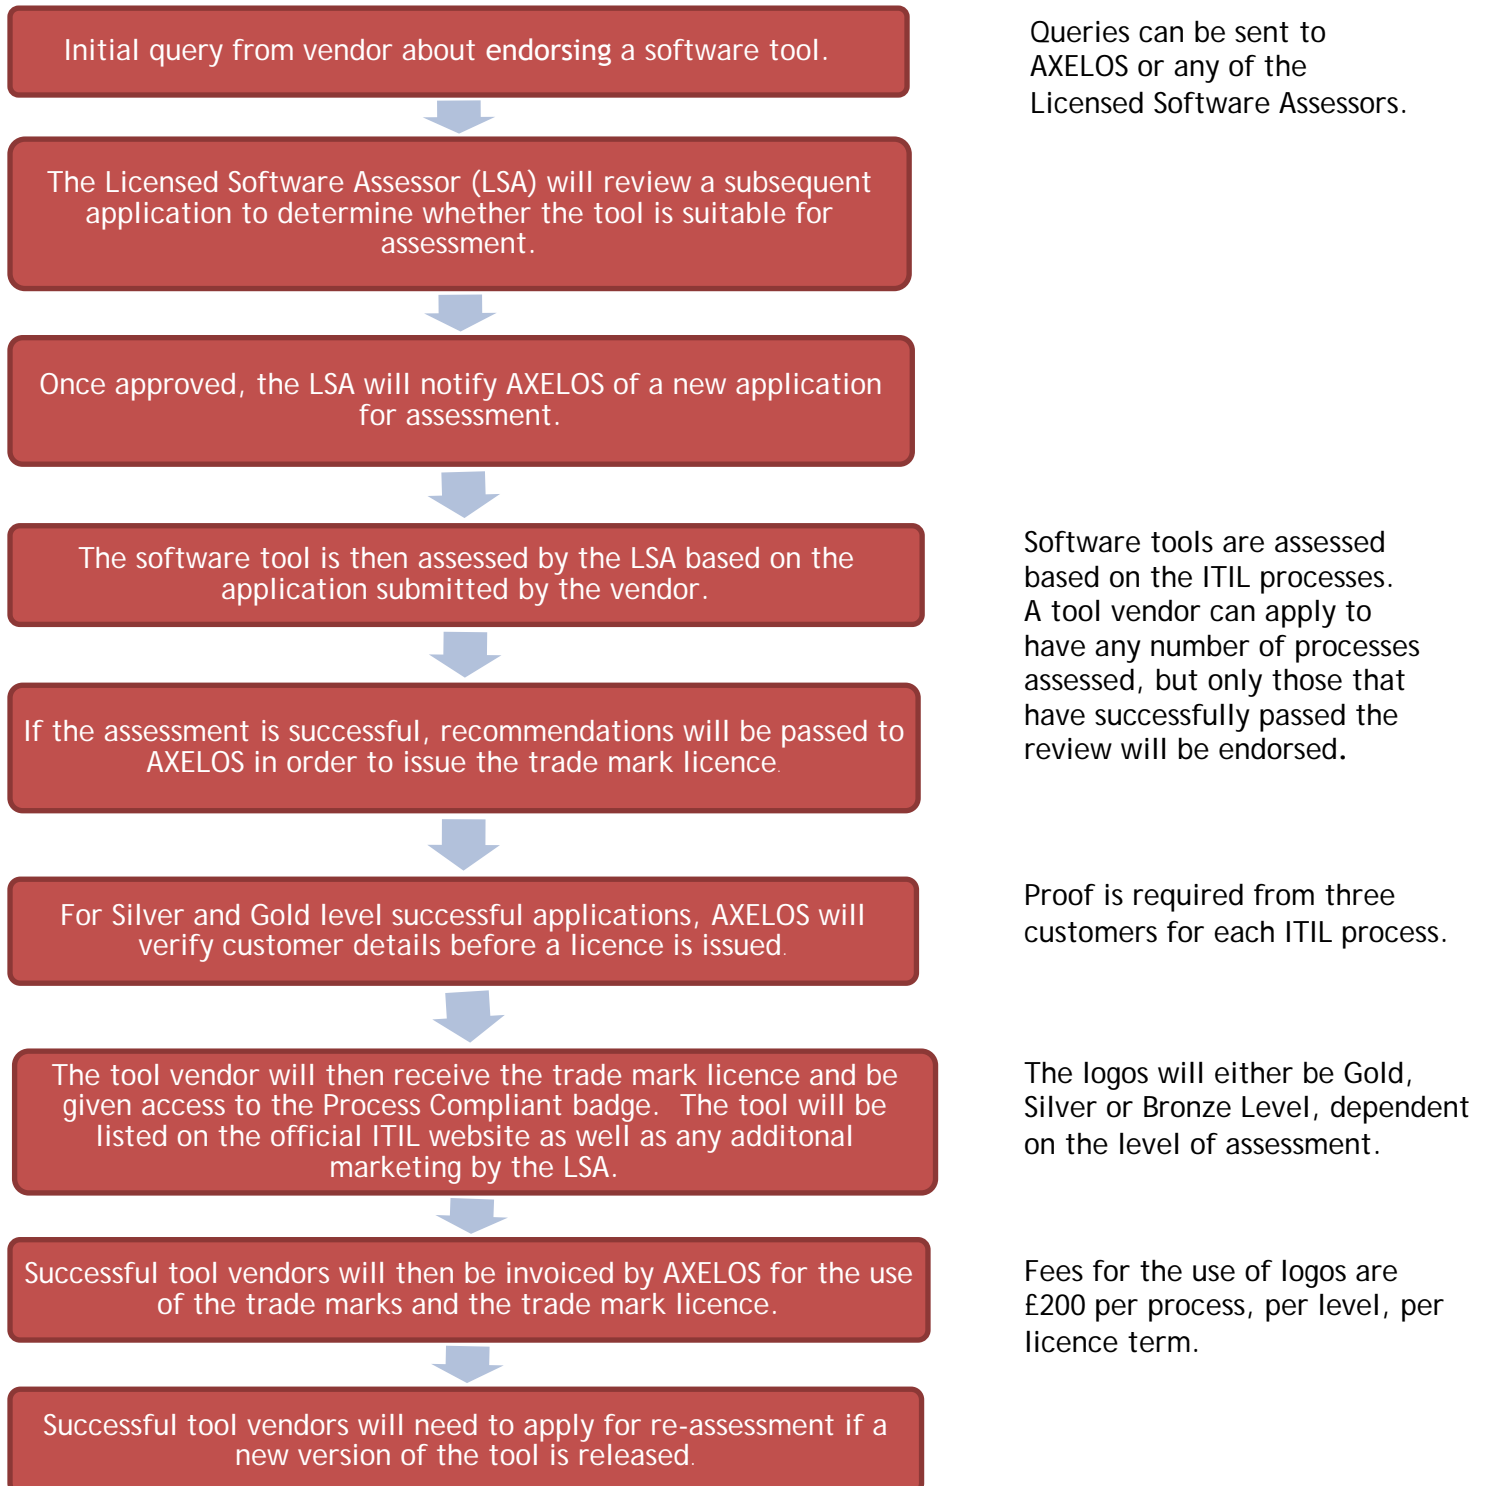 Initial query from vendor about endorsing a software tool.
Queries can be sent to
AXELOS or any of the
Licensed Software Assessors.
The Licensed Software Assessor (LSA) will review a subsequent
application to determine whether the tool is suitable for
assessment.
Once approved, the LSA will notify AXELOS of a new application
for assessment.
The software tool is then assessed by the LSA based on the
application submitted by the vendor.
Software tools are assessed
based on the ITIL processes.
A tool vendor can apply to
have any number of processes
assessed, but only those that
have successfully passed the
review will be endorsed.
If the assessment is successful, recommendations will be passed to
AXELOS in order to issue the trade mark licence.
For Silver and Gold level successful applications, AXELOS will
verify customer details before a licence is issued.
Proof is required from three
customers for each ITIL process.
The tool vendor will then receive the trade mark licence and be
given access to the Process Compliant badge.  The tool will be
listed on the official ITIL website as well as any additonal
marketing by the LSA.
The logos will either be Gold,
Silver or Bronze Level, dependent
on the level of assessment.
Successful tool vendors will then be invoiced by AXELOS for the use
of the trade marks and the trade mark licence.
Fees for the use of logos are
£200 per process, per level, per
licence term.
Successful tool vendors will need to apply for re-assessment if a
new version of the tool is released.